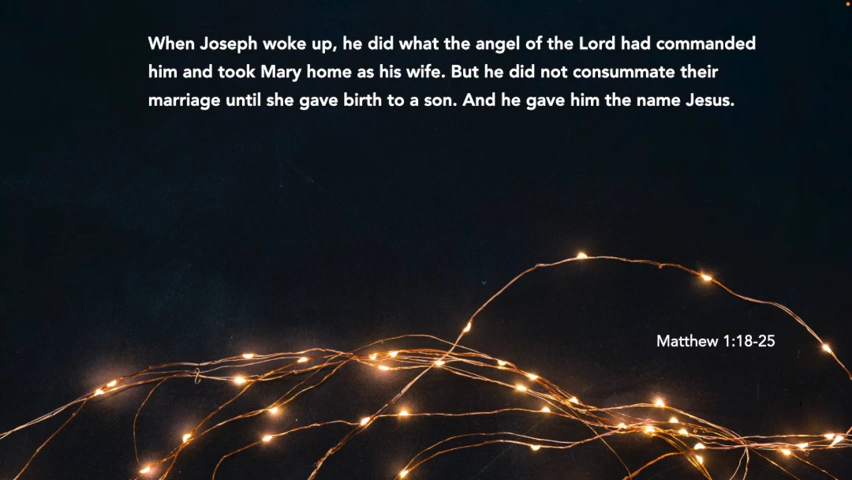 When Joseph woke up, he did what the angel of the Lord had commanded
him and took Mary home as his wife. But he did not consummate their
marriage until she gave birth to a son. And he gave him the name Jesus.
Matthew 1:18-25